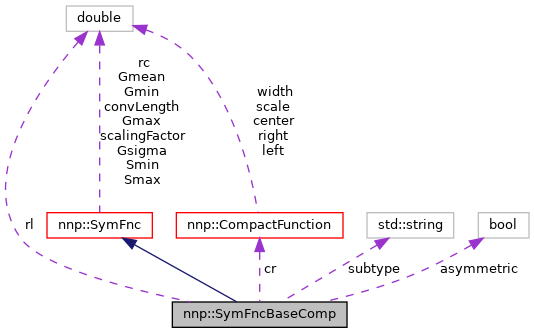 double
rc
Gmean
Gmin
convLength
Gmax
scalingFactor
Gsigma
Smin
Smax
width
scale
center
right
left
rl
nnp::SymFnc
nnp::CompactFunction
std::string
bool
cr
subtype
asymmetric
nnp::SymFncBaseComp